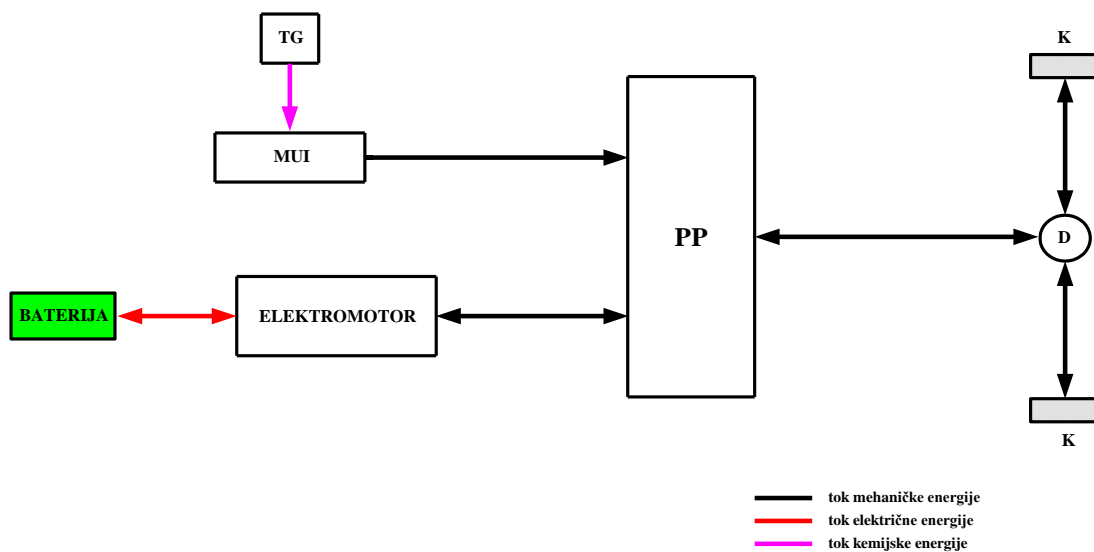 TG
K
MUI
PP
D
BATERIJA
ELEKTROMOTOR
K
tok mehaničke energije
tok električne energije
tok kemijske energije